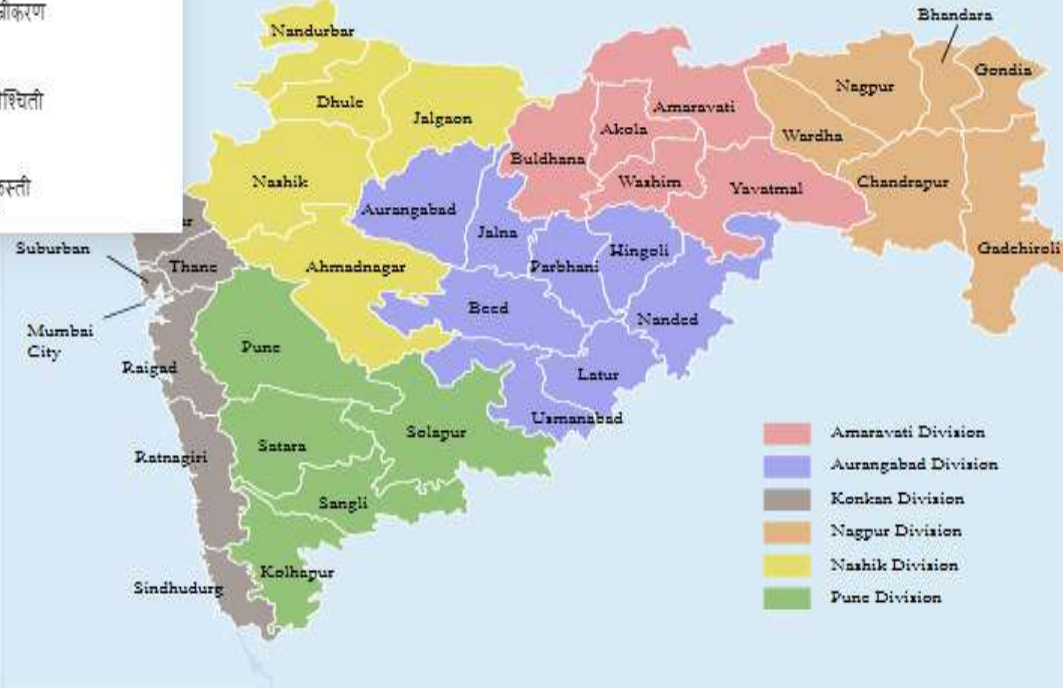 Nandurbar
Bhandara
Dhule
Jalgaon
Nagpur
Gondia
Akola
Amaravati
Wardha
Buldhana
Nashik
Washim
Yavatmal
Chandrapur
Aurangabad
Jalna
Hingoli
Gadchiroli
Suburban
Thane
Ahmadnagar
Parbhani
Beed
Nanded
Mumbai
City
Pune
Raigad
Latur
Usmanabad
Solapur
Satara
Ratnagiri
Sangli
Kolhapur
Sindhudurg
Amaravati Division
Aurangabad Division
Konkan Division
Nagpur Division
Nashik Division
Pune Division